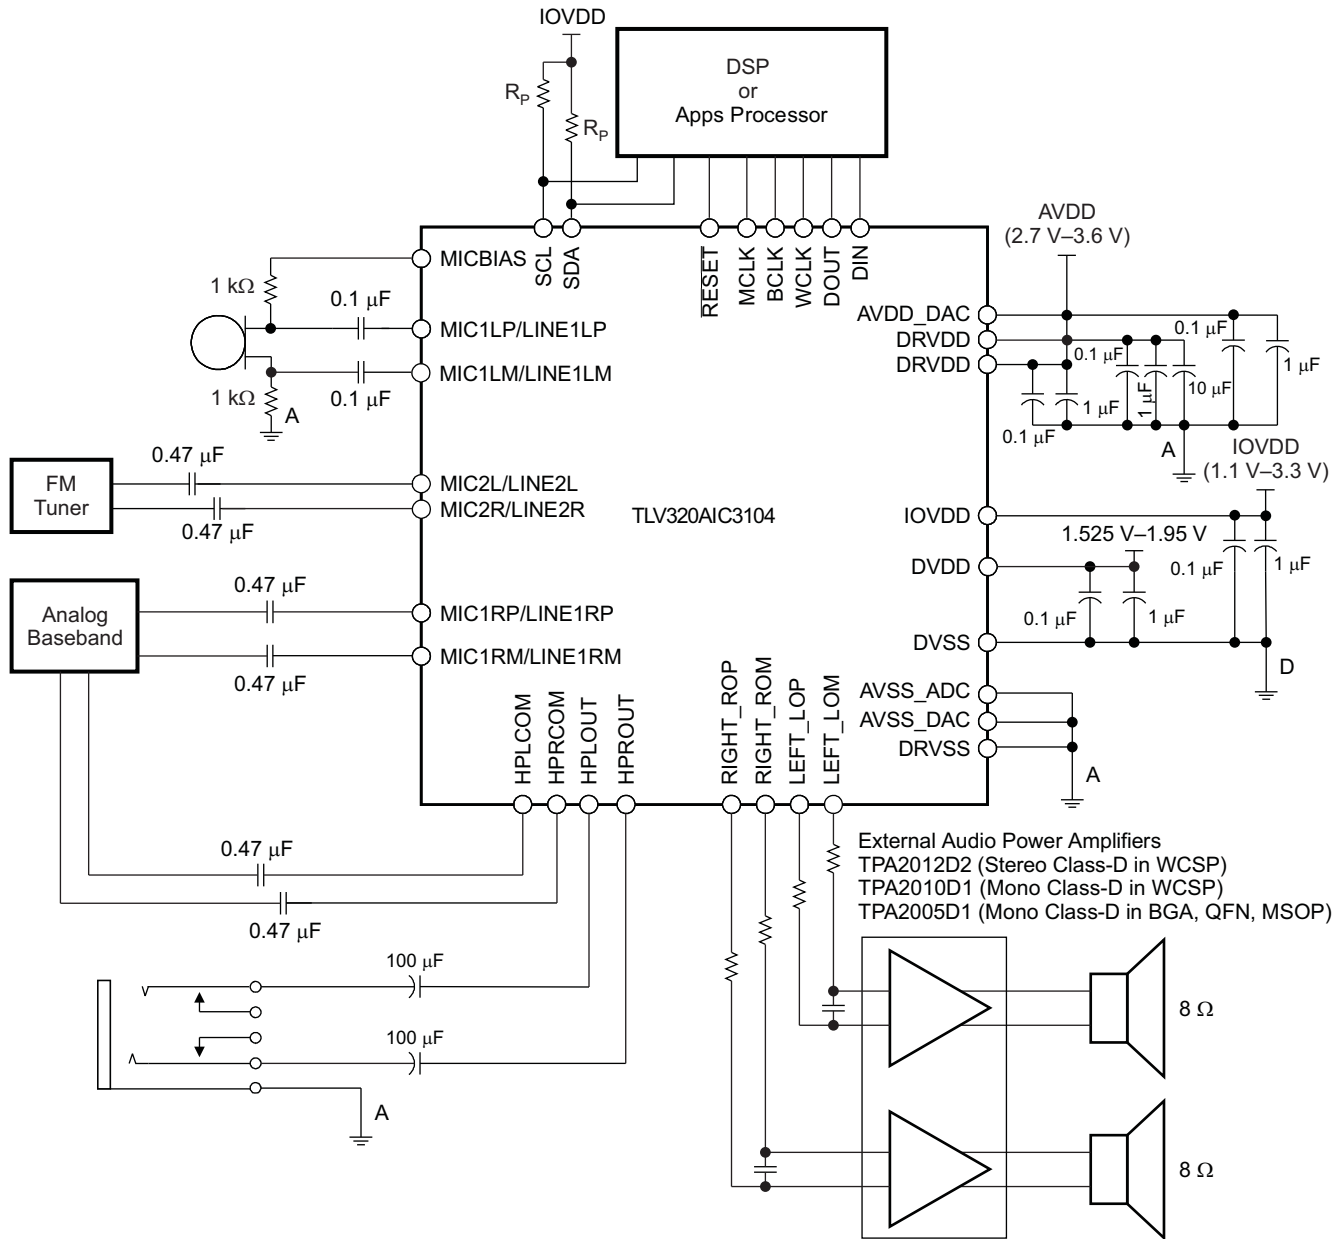 IOVDD
DSP
or
Apps Processor
R_P
R_P
SCL
SDA
RESET
MCLK
BCLK
WCLK
DOUT
DIN
AVDD
(2.7 V–3.6 V)
MICBIAS
1 kΩ
0.1 μF
MIC1LP/LINE1LP
MIC1LM/LINE1LM
1 kΩ
0.1 μF
A
AVDD_DAC
DRVDD
DRVDD
0.1 μF
0.1 μF
1 μF
10 μF
1 μF
1 μF
0.1 μF
A
IOVDD
(1.1 V–3.3 V)
0.47 μF
FM
Tuner
0.47 μF
MIC2L/LINE2L
MIC2R/LINE2R
TLV320AIC3104
IOVDD
1.525 V–1.95 V
DVDD
0.1 μF
1 μF
0.1 μF
1 μF
DVSS
D
Analog
Baseband
0.47 μF
0.47 μF
MIC1RP/LINE1RP
MIC1RM/LINE1RM
AVSS_ADC
AVSS_DAC
DRVSS
A
HPLCOM
HPRCOM
HPLOUT
HPROUT
RIGHT_ROP
RIGHT_ROM
LEFT_LOP
LEFT_LOM
0.47 μF
0.47 μF
External Audio Power Amplifiers
TPA2012D2 (Stereo Class-D in WCSP)
TPA2010D1 (Mono Class-D in WCSP)
TPA2005D1 (Mono Class-D in BGA, QFN, MSOP)
100 μF
100 μF
A
8 Ω
8 Ω